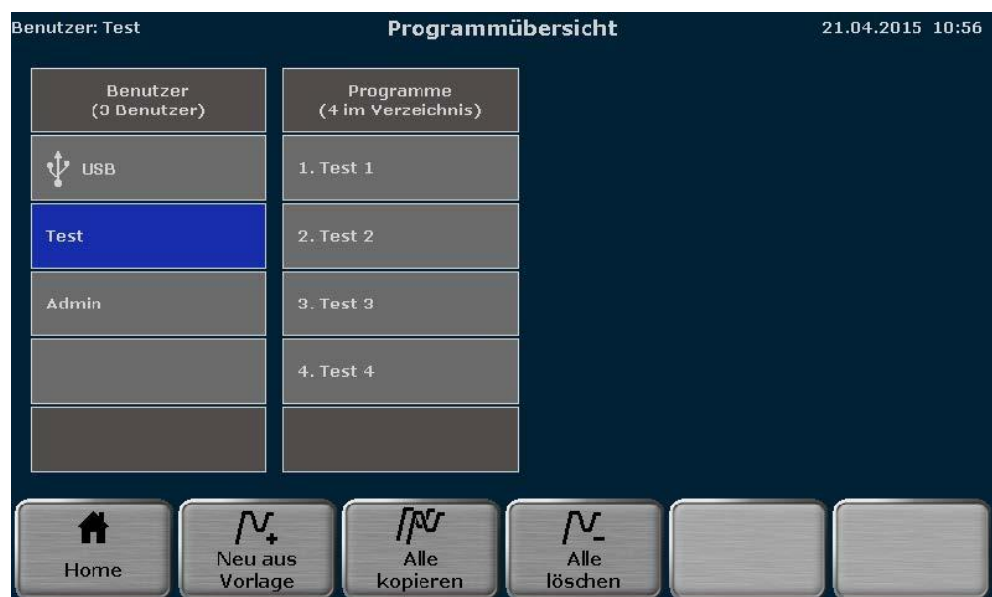 Benutzer: Test
Programmübersicht
21.04.2015 10:56
Benutzer
(3 Benutzer)
Programme
(4 im Verzeichnis)
USB
Test
Admin
1. Test 1
2. Test 2
3. Test 3
4. Test 4
Home
Neu aus
Vorlage
Alle
kopieren
Alle
löschen